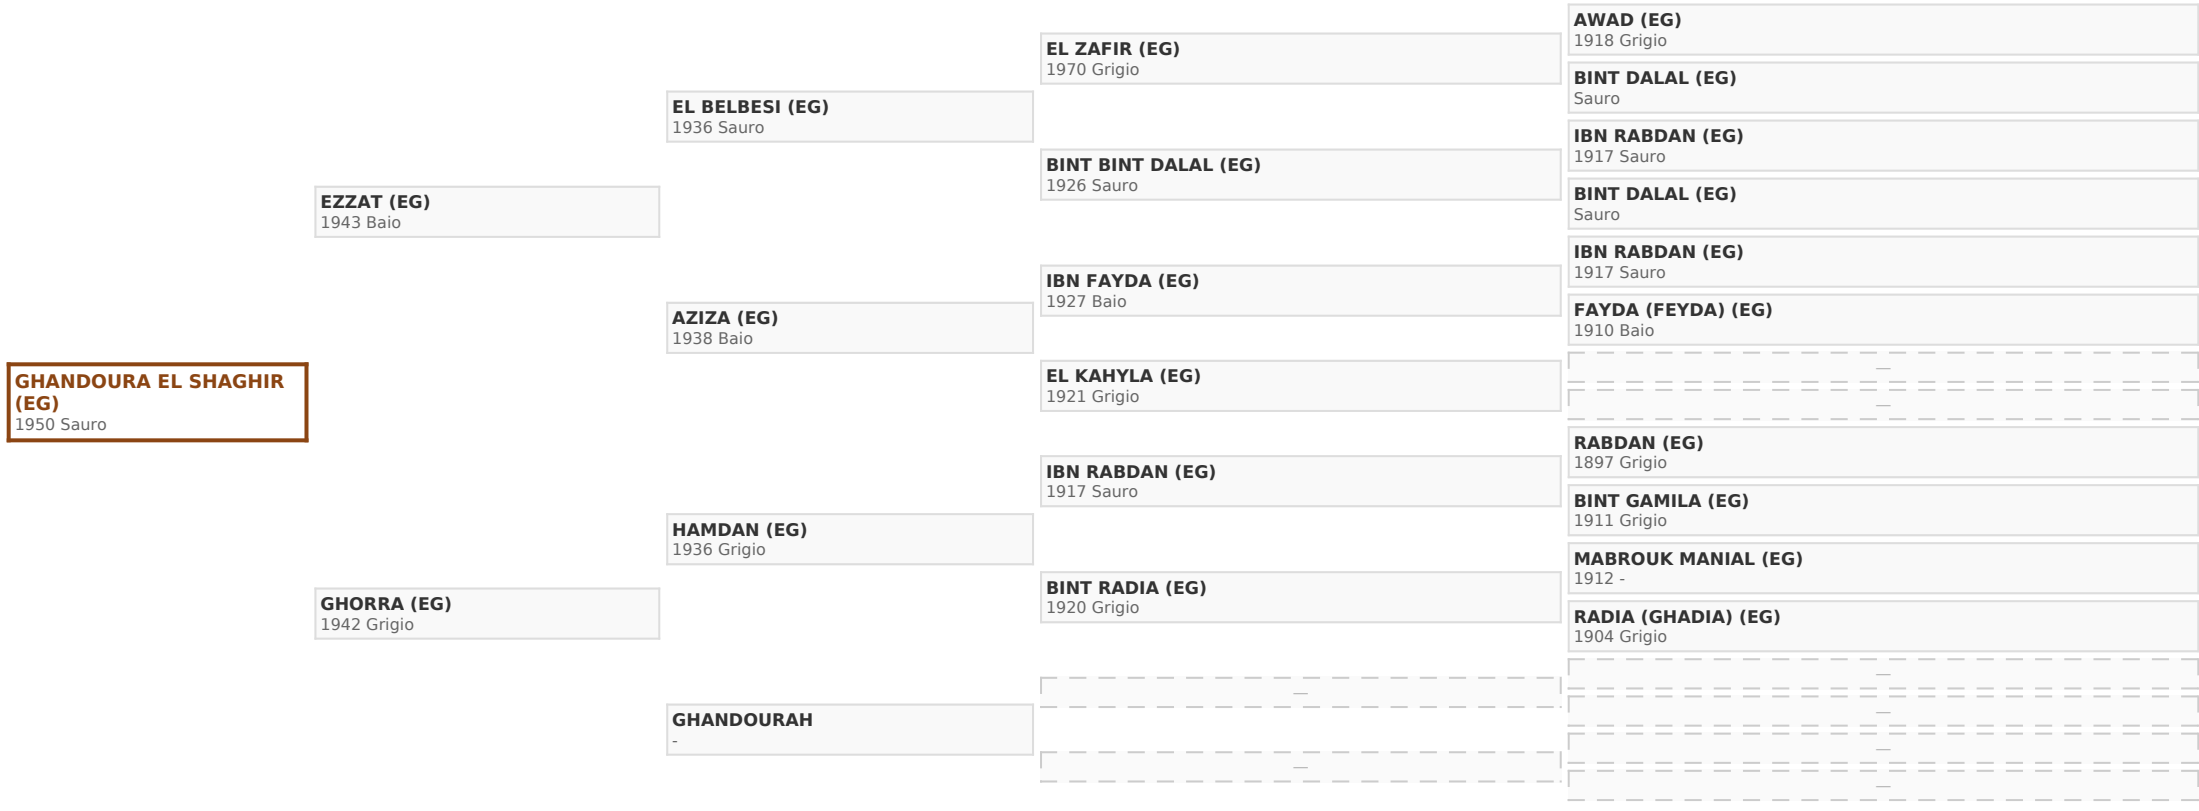 GHANDOURA EL SHAGHIR
(EG)
1950 Sauro
EZZAT (EG)
1943 Baio
GHORRA (EG)
1942 Grigio
EL BELBESI (EG)
1936 Sauro
AZIZA (EG)
1938 Baio
HAMDAN (EG)
1936 Grigio
GHANDOURAH
-
EL ZAFIR (EG)
1970 Grigio
BINT BINT DALAL (EG)
1926 Sauro
IBN FAYDA (EG)
1927 Baio
EL KAHYLA (EG)
1921 Grigio
IBN RABDAN (EG)
1917 Sauro
BINT RADIA (EG)
1920 Grigio
—
—
AWAD (EG)
1918 Grigio
BINT DALAL (EG)
Sauro
IBN RABDAN (EG)
1917 Sauro
BINT DALAL (EG)
Sauro
IBN RABDAN (EG)
1917 Sauro
FAYDA (FEYDA) (EG)
1910 Baio
—
—
RABDAN (EG)
1897 Grigio
BINT GAMILA (EG)
1911 Grigio
MABROUK MANIAL (EG)
1912 -
RADIA (GHADIA) (EG)
1904 Grigio
—
—
—
—